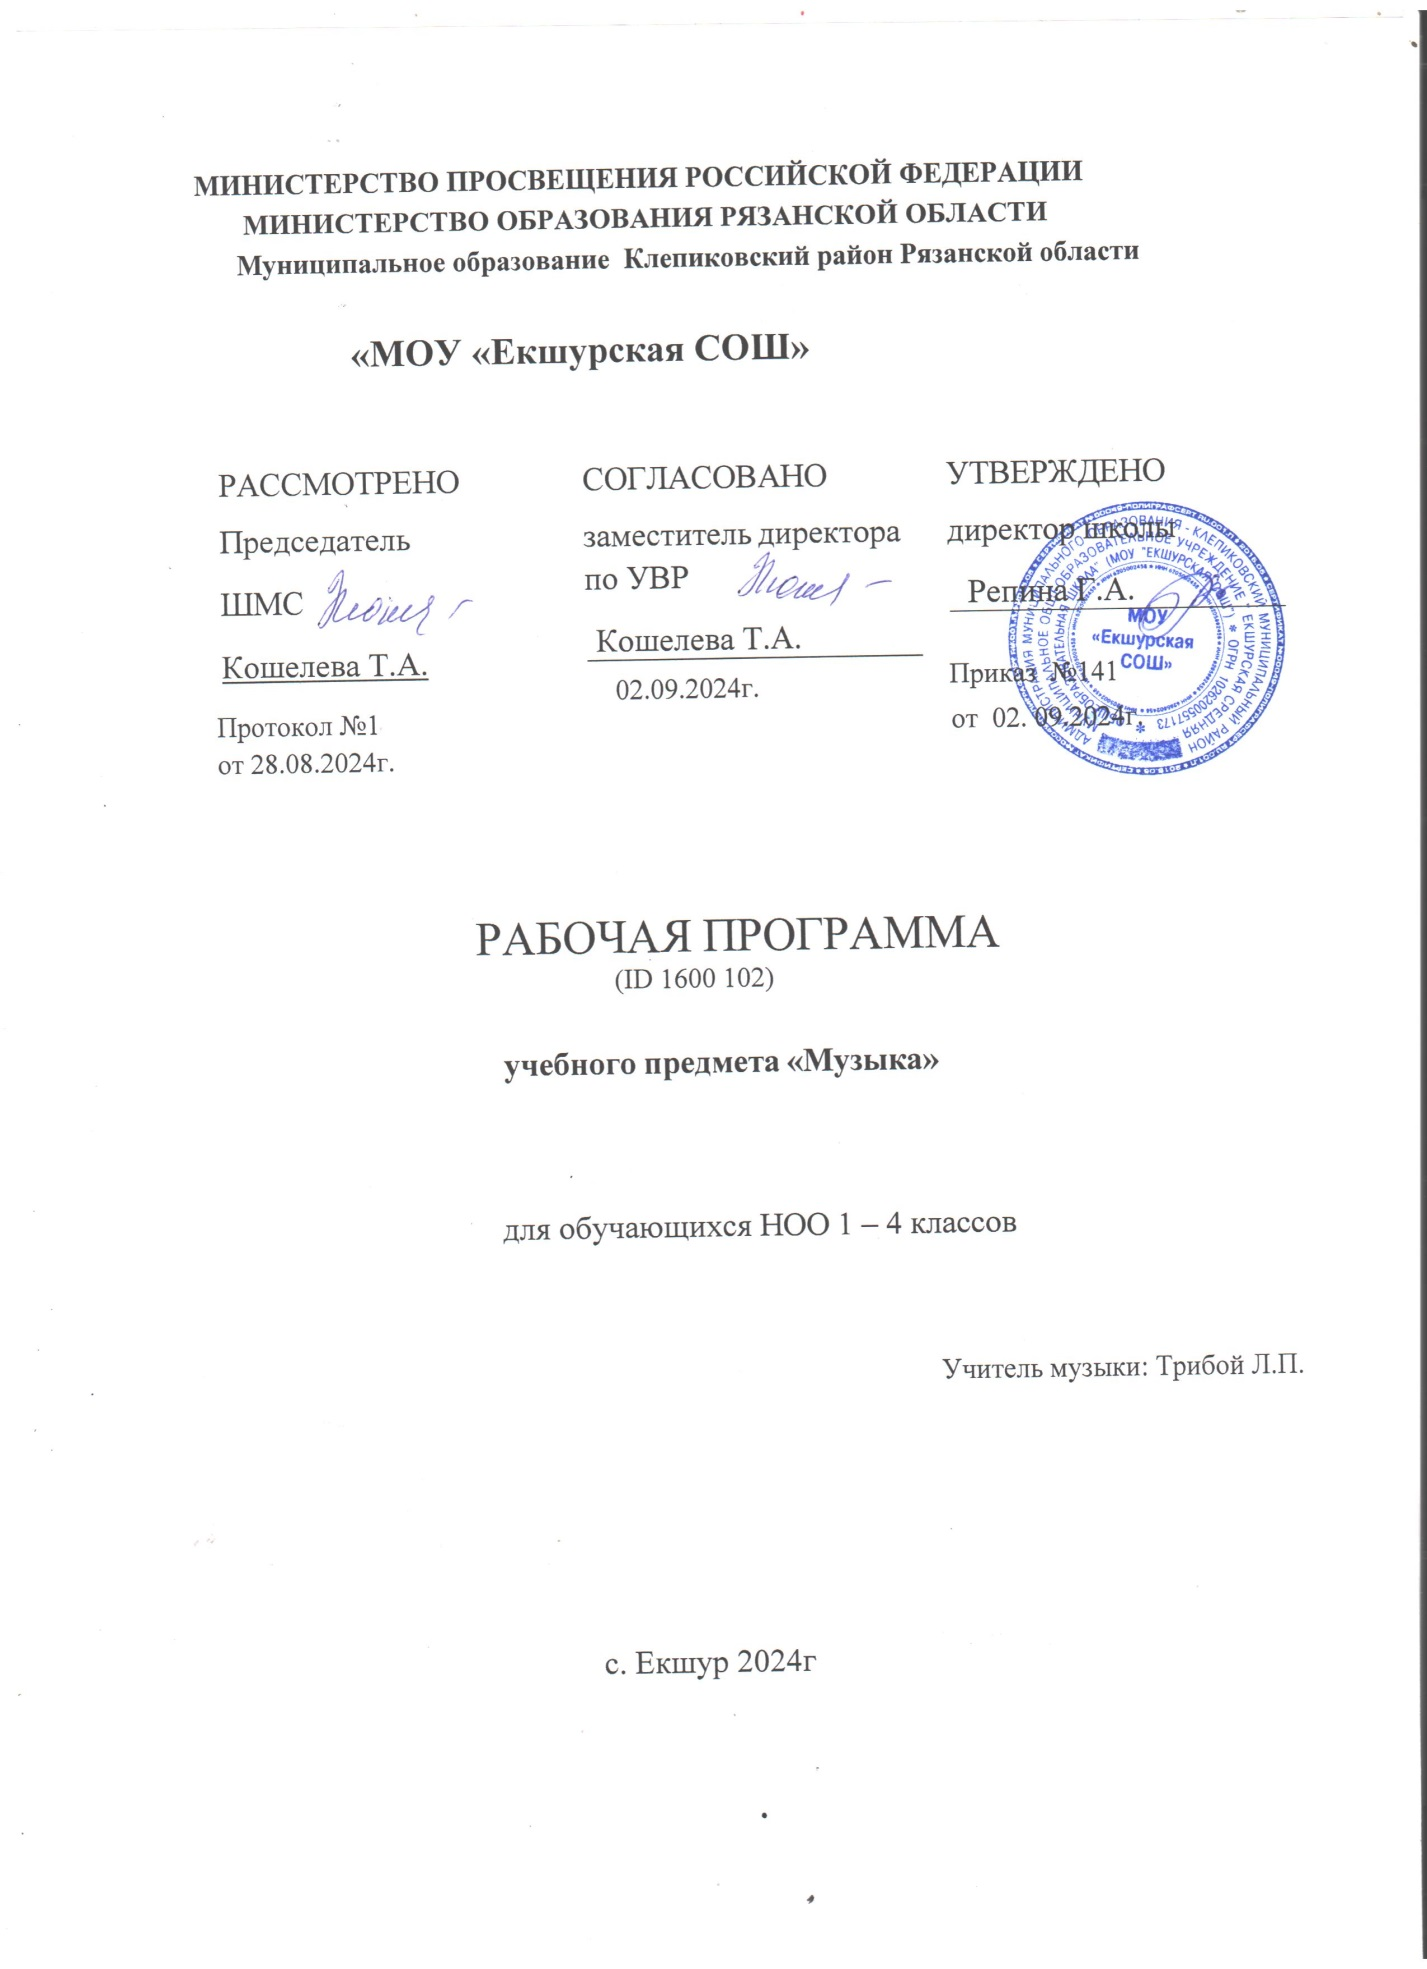 МИНИСТЕРСТВО ПРОСВЕЩЕНИЯ РОССИЙСКОЙ ФЕДЕРАЦИИ
МИНИСТЕРСТВО ОБРАЗОВАНИЯ РЯЗАНСКОЙ ОБЛАСТИ
Муниципальное образование Клепиковский район Рязанской области
«МОУ «Екшурская СОШ»
РАССМОТРЕНО
Председатель
ШМС
Кошелева Т.А.
Протокол №1
от 28.08.2024г.
СОГЛАСОВАНО
заместитель директора
по УВР
Кошелева Т.А.
02.09.2024г.
УТВЕРЖДЕНО
директор школы
Репина Г.А.
Приказ №141
от 02. 09.2024г.
МОУ
«Екшурская
СОШ»
РАБОЧАЯ ПРОГРАММА
(ID 1600 102)
учебного предмета «Музыка»
для обучающихся НОО 1 – 4 классов
Учитель музыки: Трибой Л.П.
с. Екшур 2024г